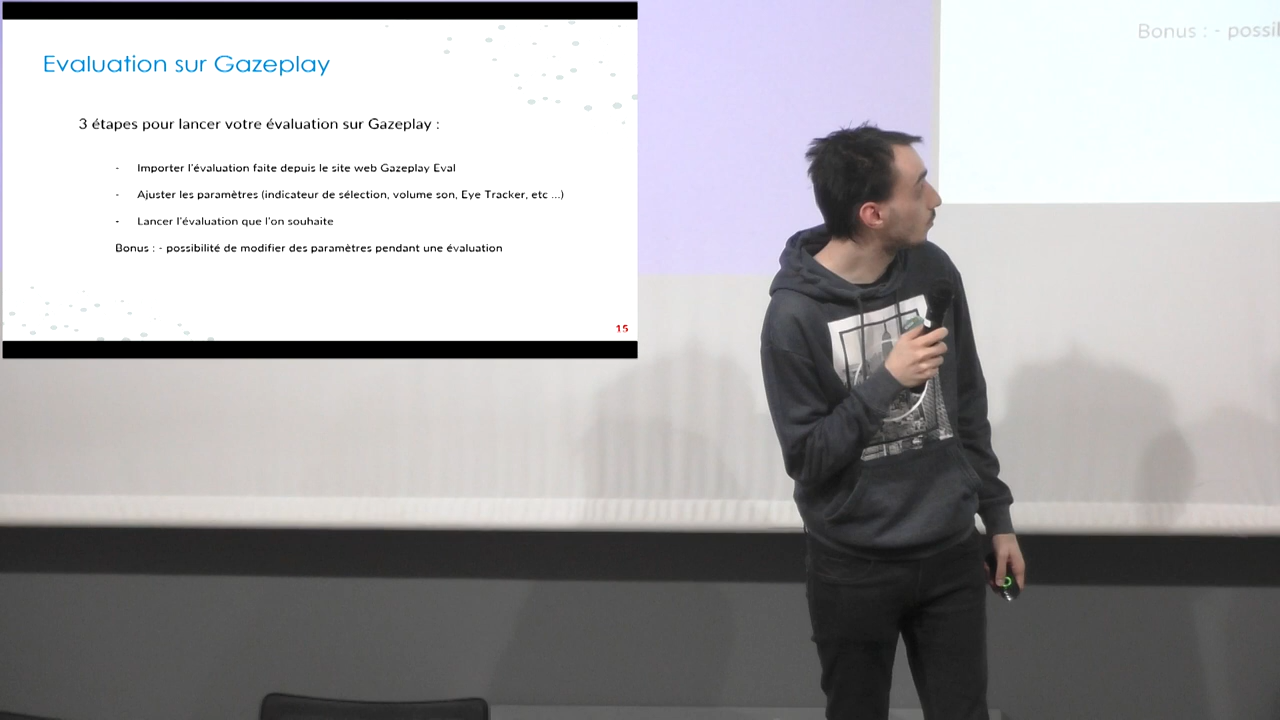 Evaluation sur Gazeplay
3 étapes pour lancer votre évaluation sur Gazeplay :
- Importer l'évaluation faite depuis le site web Gazeplay Eval
- Ajuster les paramètres (indicateur de sélection, volume son, Eye Tracker, etc ...)
- Lancer l'évaluation que l'on souhaite
Bonus : - possibilité de modifier des paramètres pendant une évaluation
15
Bonus : -